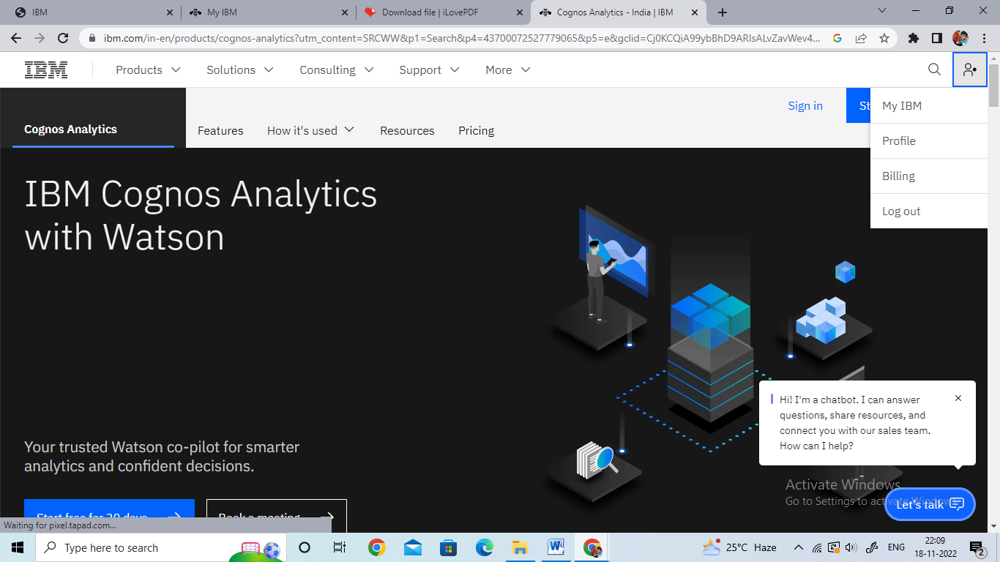 IBM
My IBM
Download file | iLovePDF
Cognos Analytics - India | IBM
ibm.com/in-en/products/cognos-analytics?utm_content=SRCWW&p1=Search&p4=43700072527779065&p5=e&gclid=Cj0KCQiA99ybBhD9ARIsALvZavWev4...
IBM
Products
Solutions
Consulting
Support
More
Cognos Analytics
Sign in
St
My IBM
Features
How it's used
Resources
Pricing
Profile
Billing
Log out
IBM Cognos Analytics
with Watson
Your trusted Watson co-pilot for smarter
analytics and confident decisions.
Hi! I'm a chatbot. I can answer
questions, share resources, and
connect you with our sales team.
How can I help?
Activate Windows
Go to Settings to activate Windows.
Let's talk
Start free for 30 days
Book a meeting
Waiting for pixel.tapad.com...
Type here to search
25°C Haze
ENG
22:09
18-11-2022
2